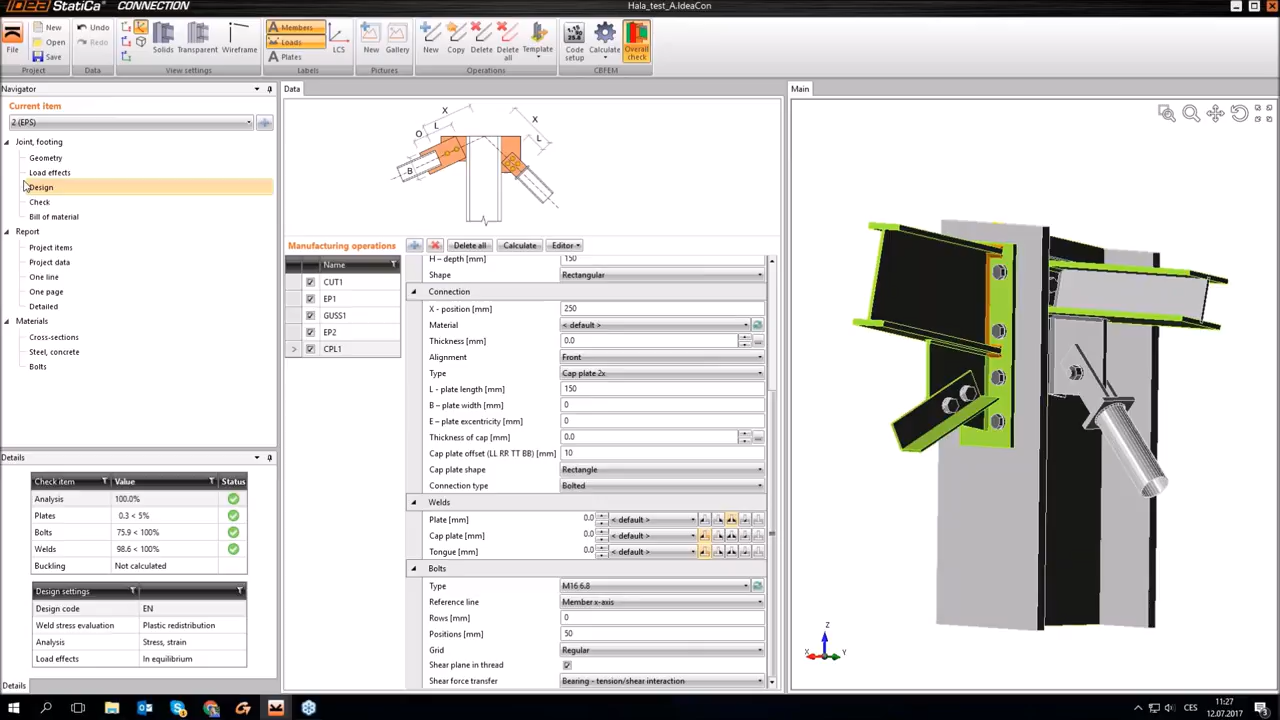 IDEA StatiCa® CONNECTION
Hala_test_A.IdeaCon
File
New
Open
Save
Project
Undo
Redo
Data
Solids
Transparent
Wireframe
View settings
Members
Loads
Plates
LCS
Labels
New
Gallery
Pictures
New
Copy
Delete
Delete all
Template
Operations
Code setup
Calculate
Overall check
CBFEM
Navigator
Current item
2 (EPS)
Joint, footing
Geometry
Load effects
Design
Check
Bill of material
Report
Project items
Project data
One line
One page
Detailed
Materials
Cross-sections
Steel, concrete
Bolts
Details
Check item Value Status
Analysis 100.0%
Plates 0.3 < 5%
Bolts 75.9 < 100%
Welds 98.6 < 100%
Buckling Not calculated
Design settings
Design code EN
Weld stress evaluation Plastic redistribution
Analysis Stress, strain
Load effects In equilibrium
Details
Data
X
L
O
B
X
L
Manufacturing operations
Delete all Calculate Editor
Name
CUT1
EP1
GUSS1
EP2
CPL1
H – depth [mm] 150
Shape Rectangular
Connection
X - position [mm] 250
Material < default >
Thickness [mm] 0.0
Alignment Front
Type Cap plate 2x
L - plate length [mm] 150
B – plate width [mm] 0
E – plate excentricity [mm] 0
Thickness of cap [mm] 0.0
Cap plate offset (LL RR TT BB) [mm] 10
Cap plate shape Rectangle
Connection type Bolted
Welds
Plate [mm] 0.0 < default >
Cap plate [mm] 0.0 < default >
Tongue [mm] 0.0 < default >
Bolts
Type M16 6.8
Reference line Member x-axis
Rows [mm] 0
Positions [mm] 50
Grid Regular
Shear plane in thread
Shear force transfer Bearing - tension/shear interaction
Main
Z
X
Y
CES
11:27
12.07.2017